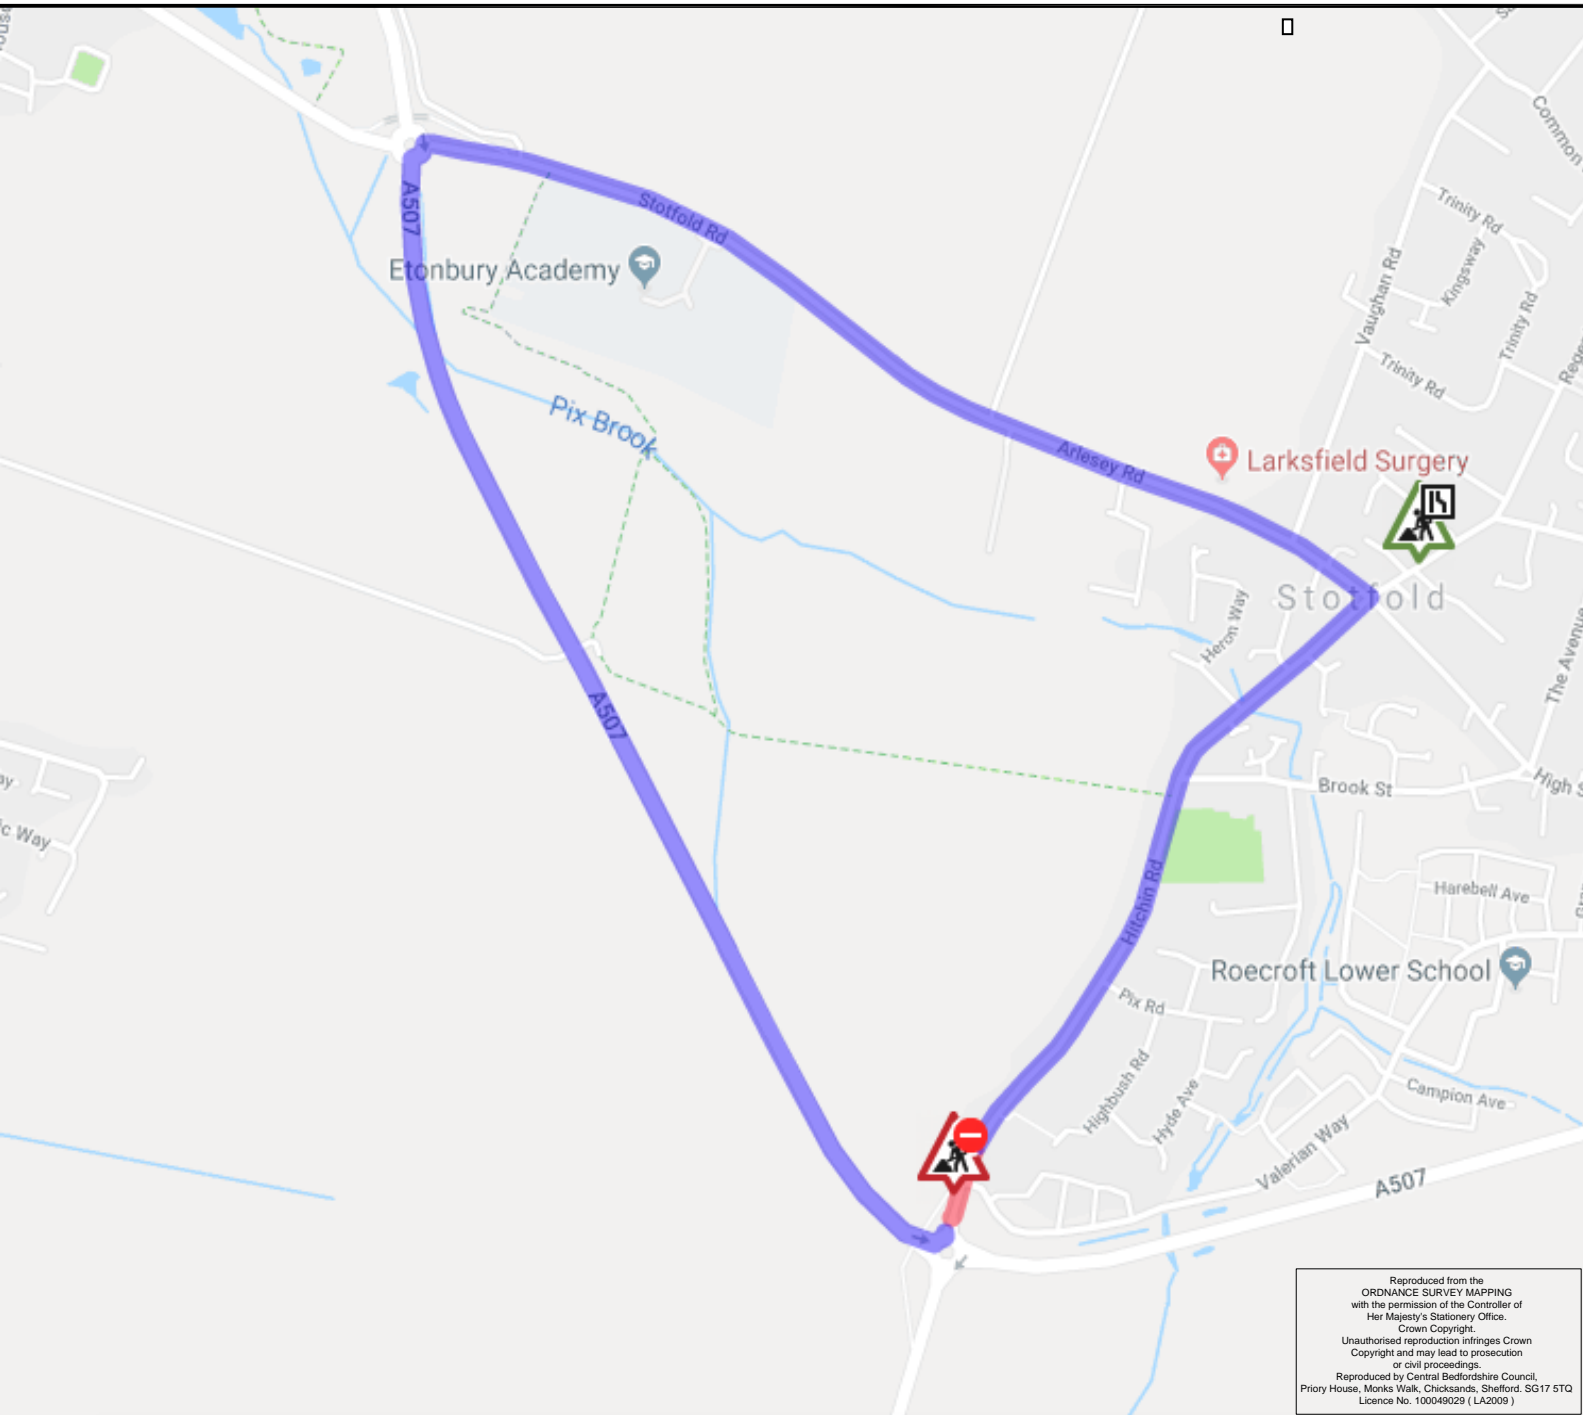 Common
Trinity Rd
Kingsway
Vaughan Rd
Trinity Rd
Trinity Rd
A507
Stotfold Rd
Etonbury Academy
Pix Brook
Arlesey Rd
Larksfield Surgery
Stotfold
Heron Way
The Avenue
A507
Brook St
High S
ay
ic Way
Hitchin Rd
Harebell Ave
Roecroft Lower School
Pix Rd
Highbush Rd
Hyde Ave
Campion Ave
Valerian Way
A507
Reproduced from the
ORDNANCE SURVEY MAPPING
with the permission of the Controller of
Her Majesty's Stationery Office.
Crown Copyright.
Unauthorised reproduction infringes Crown
Copyright and may lead to prosecution
or civil proceedings.
Reproduced by Central Bedfordshire Council,
Priory House, Monks Walk, Chicksands, Shefford. SG17 5TQ
Licence No. 100049029 ( LA2009 )